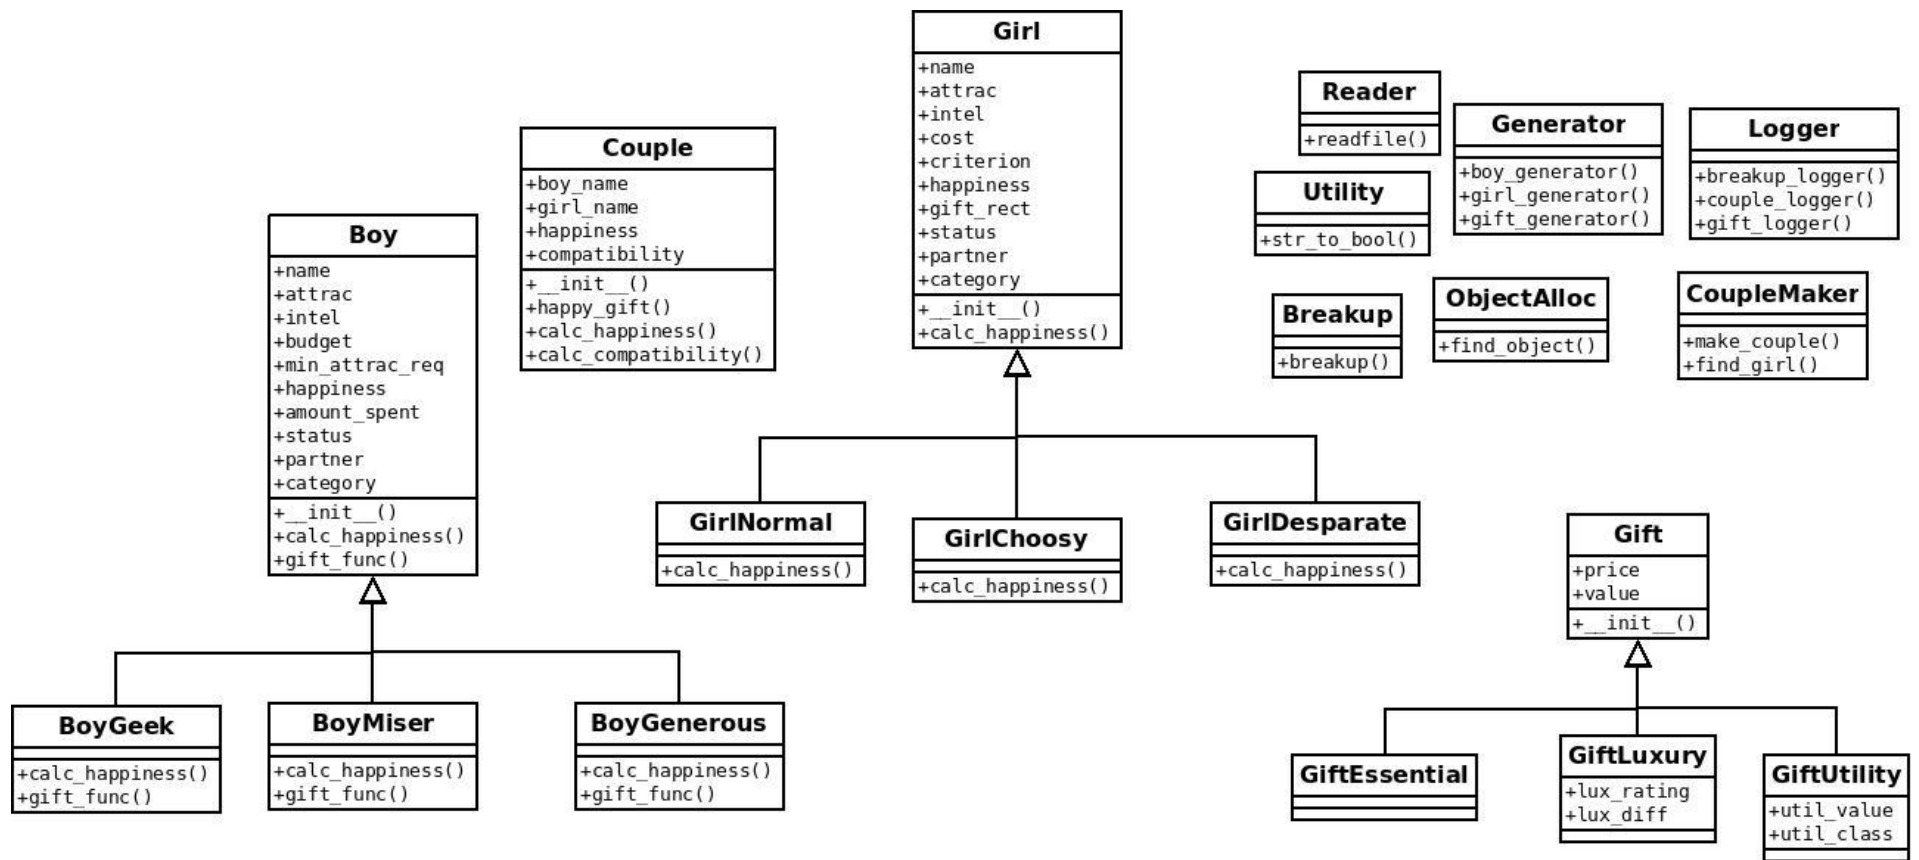 Girl
+name
+attrac
+intel
+cost
+criterion
+happiness
+gift_rect
+status
+partner
+category
+__init__()
+calc_happiness()
Reader
+readfile()
Generator
+boy_generator()
+girl_generator()
+gift_generator()
Logger
+breakup_logger()
+couple_logger()
+gift_logger()
Couple
+boy_name
+girl_name
+happiness
+compatibility
+__init__()
+happy_gift()
+calc_happiness()
+calc_compatibility()
Utility
+str_to_bool()
Boy
+name
+attrac
+intel
+budget
+min_attrac_req
+happiness
+amount_spent
+status
+partner
+category
+__init__()
+calc_happiness()
+gift_func()
Breakup
+breakup()
ObjectAlloc
+find_object()
CoupleMaker
+make_couple()
+find_girl()
GirlNormal
+calc_happiness()
GirlChoosy
+calc_happiness()
GirlDesparate
+calc_happiness()
Gift
+price
+value
+__init__()
BoyGeek
+calc_happiness()
+gift_func()
BoyMiser
+calc_happiness()
+gift_func()
BoyGenerous
+calc_happiness()
+gift_func()
GiftEssential
GiftLuxury
+lux_rating
+lux_diff
GiftUtility
+util_value
+util_class